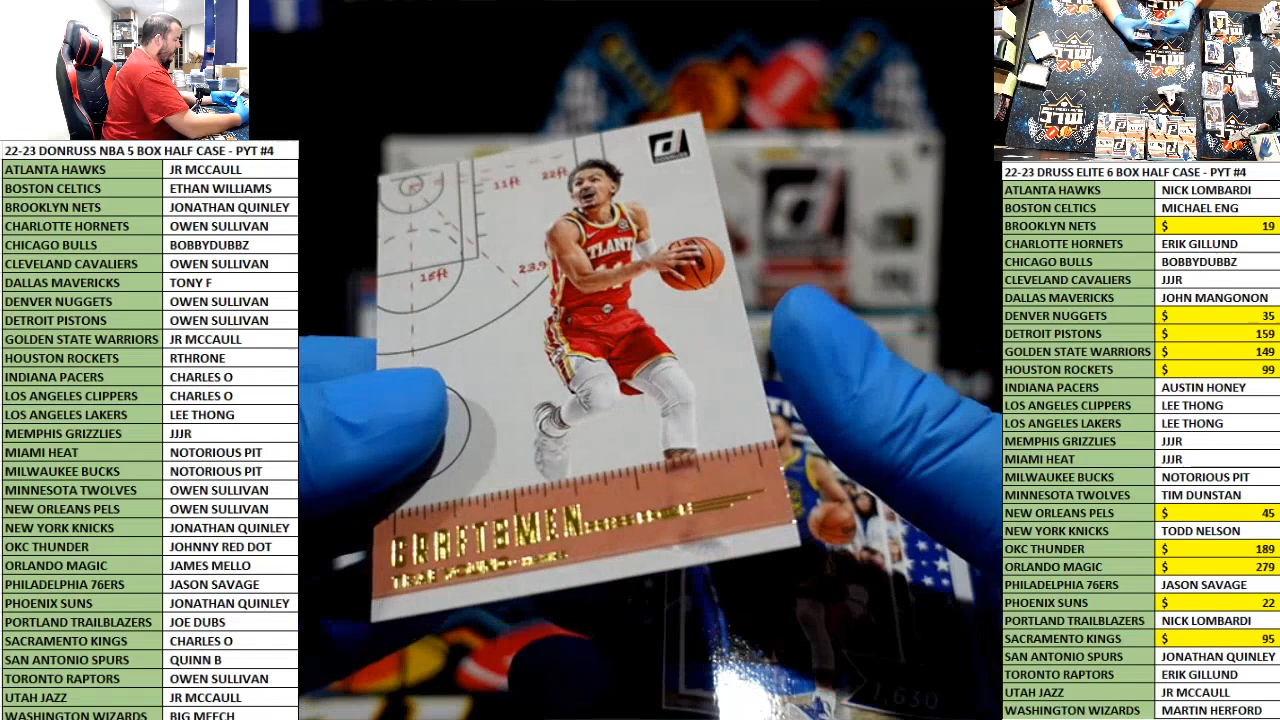 22-23 DONRUSS NBA 5 BOX HALF CASE - PYT #4
ATLANTA HAWKS JR MCCAULL
BOSTON CELTICS ETHAN WILLIAMS
BROOKLYN NETS JONATHAN QUINLEY
CHARLOTTE HORNETS OWEN SULLIVAN
CHICAGO BULLS BOBBYDUBBZ
CLEVELAND CAVALIERS OWEN SULLIVAN
DALLAS MAVERICKS TONY F
DENVER NUGGETS OWEN SULLIVAN
DETROIT PISTONS OWEN SULLIVAN
GOLDEN STATE WARRIORS JR MCCAULL
HOUSTON ROCKETS RTHRONE
INDIANA PACERS CHARLES O
LOS ANGELES CLIPPERS CHARLES O
LOS ANGELES LAKERS LEE THONG
MEMPHIS GRIZZLIES JJJR
MIAMI HEAT NOTORIOUS PIT
MILWAUKEE BUCKS NOTORIOUS PIT
MINNESOTA TWOLVES OWEN SULLIVAN
NEW ORLEANS PELS OWEN SULLIVAN
NEW YORK KNICKS JONATHAN QUINLEY
OKC THUNDER JOHNNY RED DOT
ORLANDO MAGIC JAMES MELLO
PHILADELPHIA 76ERS JASON SAVAGE
PHOENIX SUNS JONATHAN QUINLEY
PORTLAND TRAILBLAZERS JOE DUBS
SACRAMENTO KINGS CHARLES O
SAN ANTONIO SPURS QUINN B
TORONTO RAPTORS OWEN SULLIVAN
UTAH JAZZ JR MCCAULL
WASHINGTON WIZARDS BIG MEECH
11ft
22ft
15ft
23.9
ATLANTA
CRAFTSMEN
TRAE YOUNG
1,630
22-23 DRUSS ELITE 6 BOX HALF CASE - PYT #4
ATLANTA HAWKS NICK LOMBARDI
BOSTON CELTICS MICHAEL ENG
BROOKLYN NETS $ 19
CHARLOTTE HORNETS ERIK GILLUND
CHICAGO BULLS BOBBYDUBBZ
CLEVELAND CAVALIERS JJJR
DALLAS MAVERICKS JOHN MANGONON
DENVER NUGGETS $ 35
DETROIT PISTONS $ 159
GOLDEN STATE WARRIORS $ 149
HOUSTON ROCKETS $ 99
INDIANA PACERS AUSTIN HONEY
LOS ANGELES CLIPPERS LEE THONG
LOS ANGELES LAKERS LEE THONG
MEMPHIS GRIZZLIES JJJR
MIAMI HEAT JJJR
MILWAUKEE BUCKS NOTORIOUS PIT
MINNESOTA TWOLVES TIM DUNSTAN
NEW ORLEANS PELS $ 45
NEW YORK KNICKS TODD NELSON
OKC THUNDER $ 189
ORLANDO MAGIC $ 279
PHILADELPHIA 76ERS JASON SAVAGE
PHOENIX SUNS $ 22
PORTLAND TRAILBLAZERS NICK LOMBARDI
SACRAMENTO KINGS $ 95
SAN ANTONIO SPURS JONATHAN QUINLEY
TORONTO RAPTORS ERIK GILLUND
UTAH JAZZ JR MCCAULL
WASHINGTON WIZARDS MARTIN HERFORD